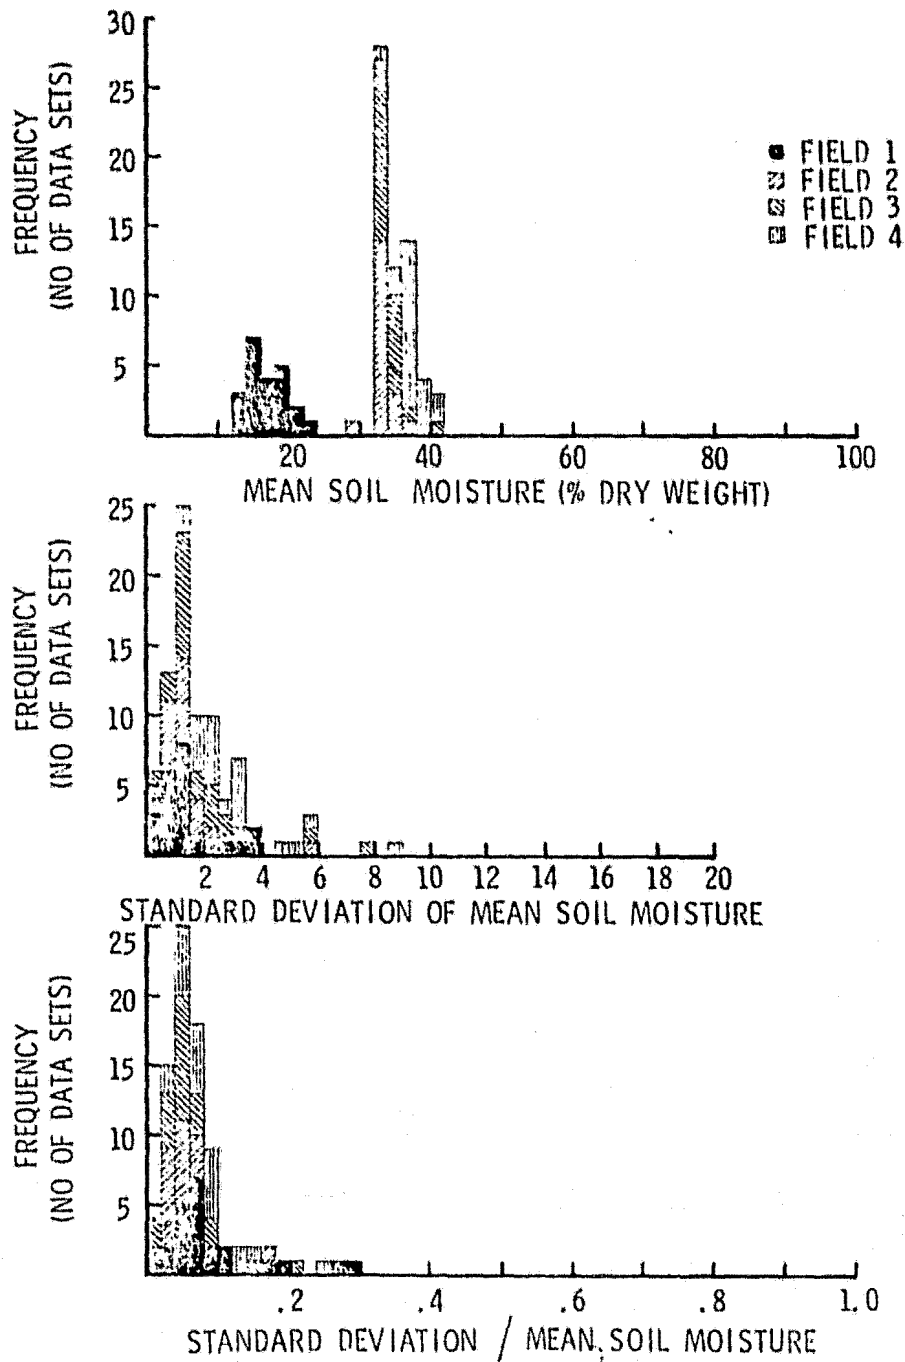 30
25
20
15
10
5
FREQUENCY
(NO OF DATA SETS)
FIELD 1
FIELD 2
FIELD 3
FIELD 4
20 40 60 80 100
MEAN SOIL MOISTURE (% DRY WEIGHT)
25
20
15
10
5
FREQUENCY
(NO OF DATA SETS)
2 4 6 8 10 12 14 16 18 20
STANDARD DEVIATION OF MEAN SOIL MOISTURE
25
20
15
10
5
FREQUENCY
(NO OF DATA SETS)
.2 .4 .6 .8 1.0
STANDARD DEVIATION / MEAN SOIL MOISTURE